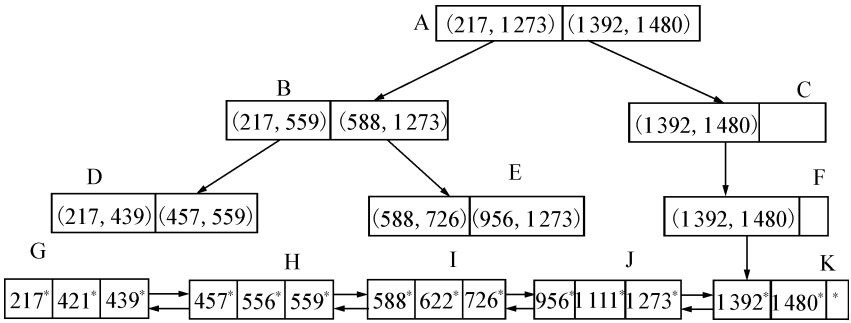 A (217, 1273) (1392, 1480)
B C
(217, 559) (588, 1273) (1392, 1480)
D E F
(217, 439) (457, 559) (588, 726) (956, 1273) (1392, 1480)
G H I J K
217* 421* 439* 457* 556* 559* 588* 622* 726* 956* 1111* 1273* 1392* 1480* *